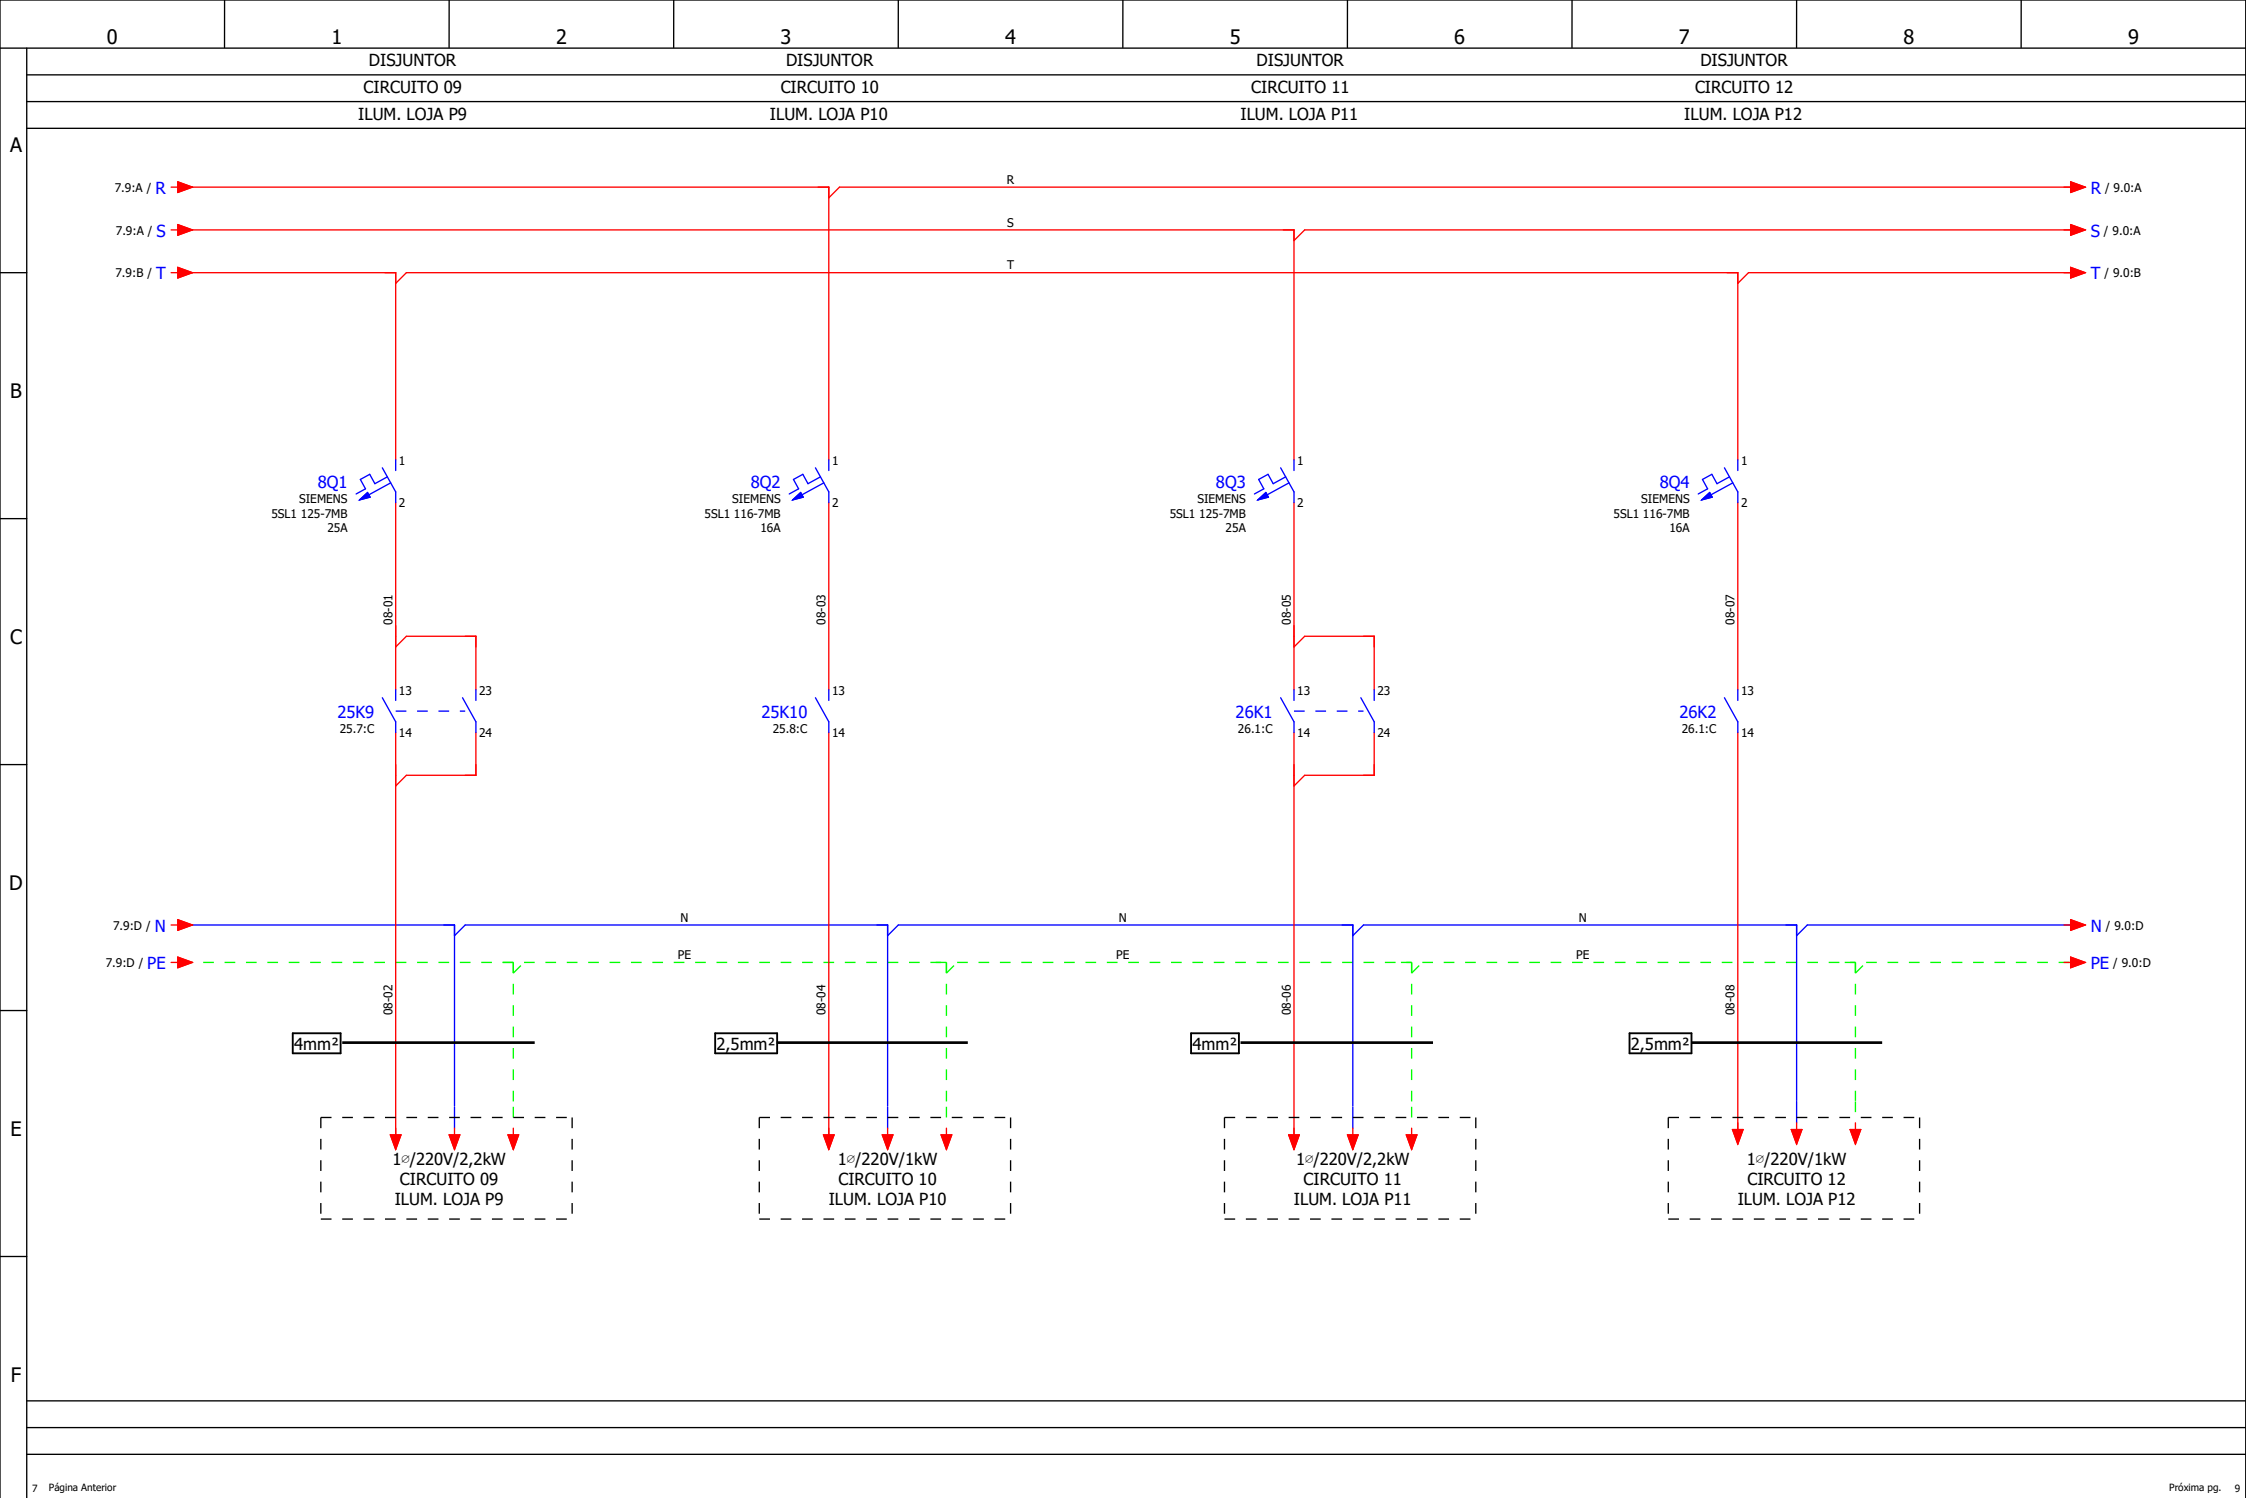 0 1 2 3 4 5 6 7 8 9
DISJUNTOR DISJUNTOR DISJUNTOR DISJUNTOR
CIRCUITO 09 CIRCUITO 10 CIRCUITO 11 CIRCUITO 12
ILUM. LOJA P9 ILUM. LOJA P10 ILUM. LOJA P11 ILUM. LOJA P12
A
7.9:A / R R R / 9.0:A
7.9:A / S S S / 9.0:A
7.9:B / T T T / 9.0:B
B
1 1 1 1
8Q1 8Q2 8Q3 8Q4
SIEMENS SIEMENS SIEMENS SIEMENS
2 2 2 2
5SL1 125-7MB 5SL1 116-7MB 5SL1 125-7MB 5SL1 116-7MB
25A 16A 25A 16A
08-01 08-03 08-05 08-07
C
13 23 13 13 23 13
25K9 25K10 26K1 26K2
25.7:C 25.8:C 26.1:C 26.1:C
14 24 14 14 24 14
D
7.9:D / N N N N N / 9.0:D
7.9:D / PE PE PE PE PE / 9.0:D
08-02 08-04 08-06 08-08
4mm² 2,5mm² 4mm² 2,5mm²
E
1⌀/220V/2,2kW 1⌀/220V/1kW 1⌀/220V/2,2kW 1⌀/220V/1kW
CIRCUITO 09 CIRCUITO 10 CIRCUITO 11 CIRCUITO 12
ILUM. LOJA P9 ILUM. LOJA P10 ILUM. LOJA P11 ILUM. LOJA P12
F
7 Página Anterior Próxima pg. 9